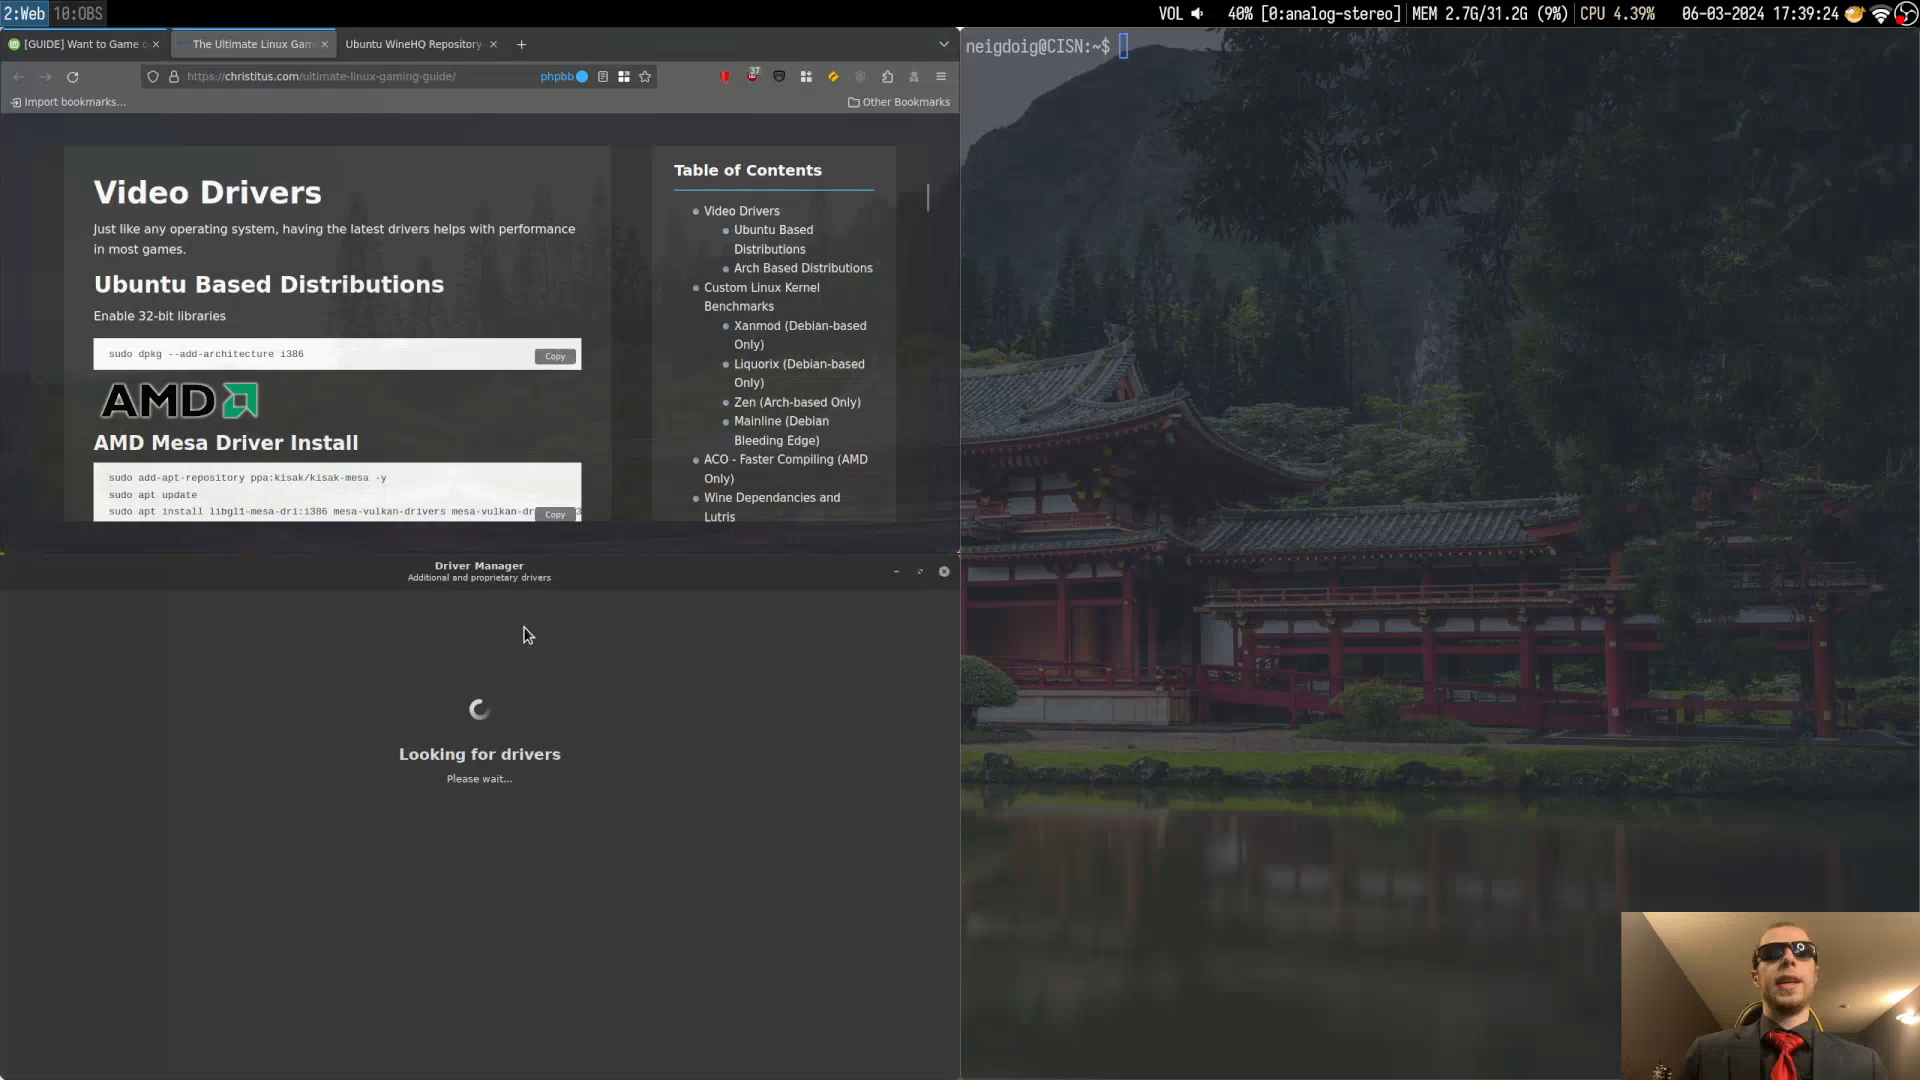 2:Web 10:OBS
VOL 40% [0:analog-stereo] MEM 2.7G/31.2G (9%) CPU 4.39% 06-03-2024 17:39:24
[GUIDE] Want to Game o
The Ultimate Linux Gami
Ubuntu WineHQ Repository
https://christitus.com/ultimate-linux-gaming-guide/
phpbb
37
Import bookmarks...
Other Bookmarks
Video Drivers
Just like any operating system, having the latest drivers helps with performance
in most games.
Ubuntu Based Distributions
Enable 32-bit libraries
sudo dpkg --add-architecture i386
Copy
AMD
AMD Mesa Driver Install
sudo add-apt-repository ppa:kisak/kisak-mesa -y
sudo apt update
sudo apt install libgl1-mesa-dri:i386 mesa-vulkan-drivers mesa-vulkan-dr
Copy
Table of Contents
Video Drivers
Ubuntu Based
Distributions
Arch Based Distributions
Custom Linux Kernel
Benchmarks
Xanmod (Debian-based
Only)
Liquorix (Debian-based
Only)
Zen (Arch-based Only)
Mainline (Debian
Bleeding Edge)
ACO - Faster Compiling (AMD
Only)
Wine Dependancies and
Lutris
Driver Manager
Additional and proprietary drivers
Looking for drivers
Please wait...
neigdoig@CISN:~$